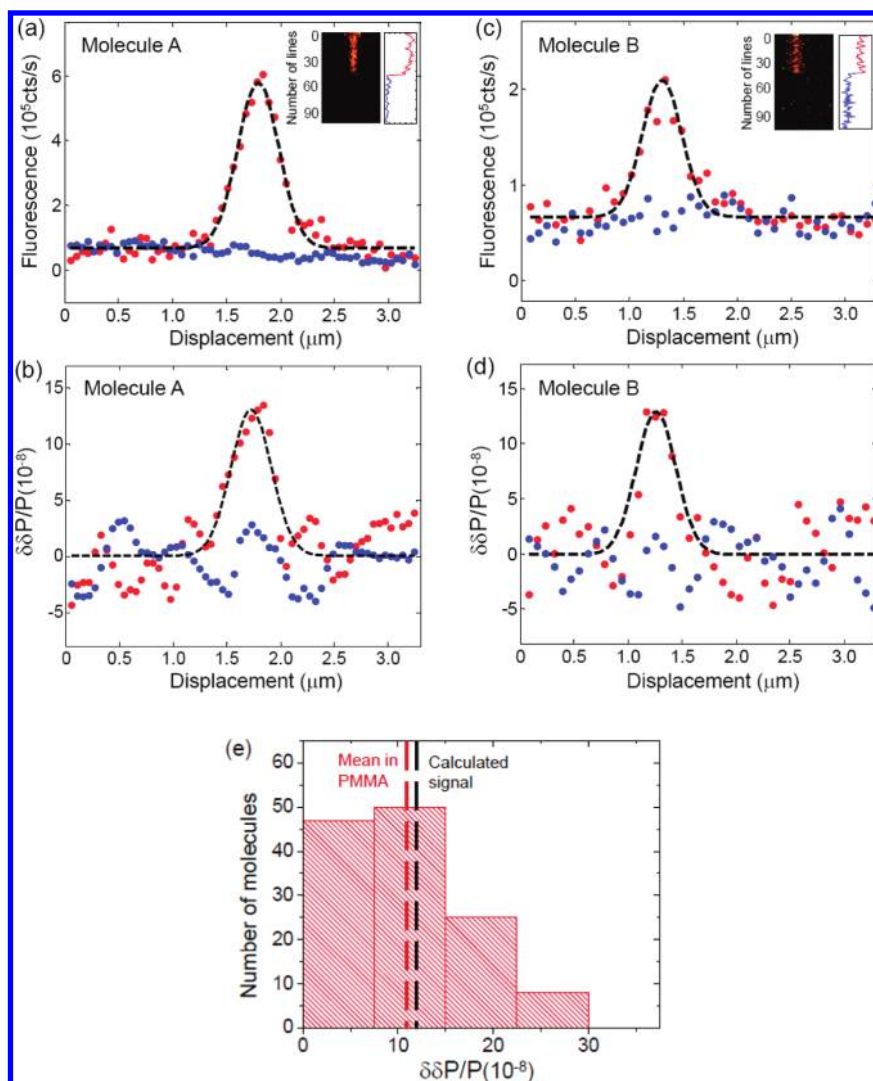 (a)
Molecule A
Number of lines
0
30
60
90
Fluorescence (10⁵cts/s)
6
4
2
0
0
0.5
1.0
1.5
2.0
2.5
3.0
Displacement (μm)
(c)
Molecule B
Number of lines
0
30
60
90
Fluorescence (10⁵cts/s)
2
1
0
0
0.5
1.0
1.5
2.0
2.5
3.0
Displacement (μm)
(b)
Molecule A
δδP/P(10⁻⁸)
15
10
5
0
-5
0
0.5
1.0
1.5
2.0
2.5
3.0
Displacement (μm)
(d)
Molecule B
δδP/P(10⁻⁸)
15
10
5
0
-5
0
0.5
1.0
1.5
2.0
2.5
3.0
Displacement (μm)
(e)
Mean in
PMMA
Calculated
signal
Number of molecules
60
50
40
30
20
10
0
0
10
20
30
δδP/P(10⁻⁸)